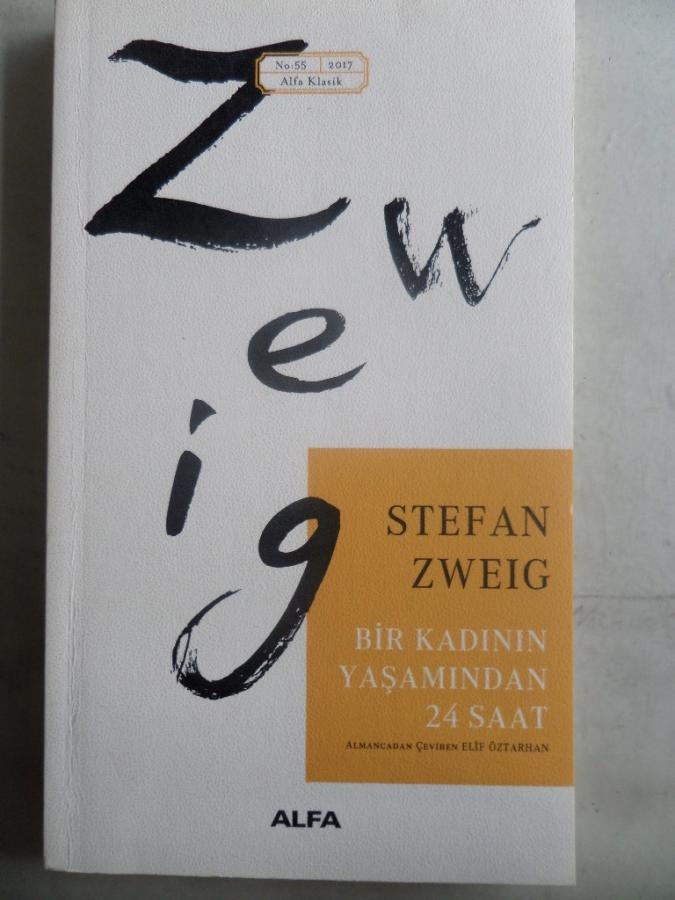 No:55 2017
Alfa Klasik
Zweig
STEFAN
ZWEIG
BİR KADININ
YAŞAMINDAN
24 SAAT
ALMANCADAN ÇEVİREN ELİF ÖZTARHAN
ALFA